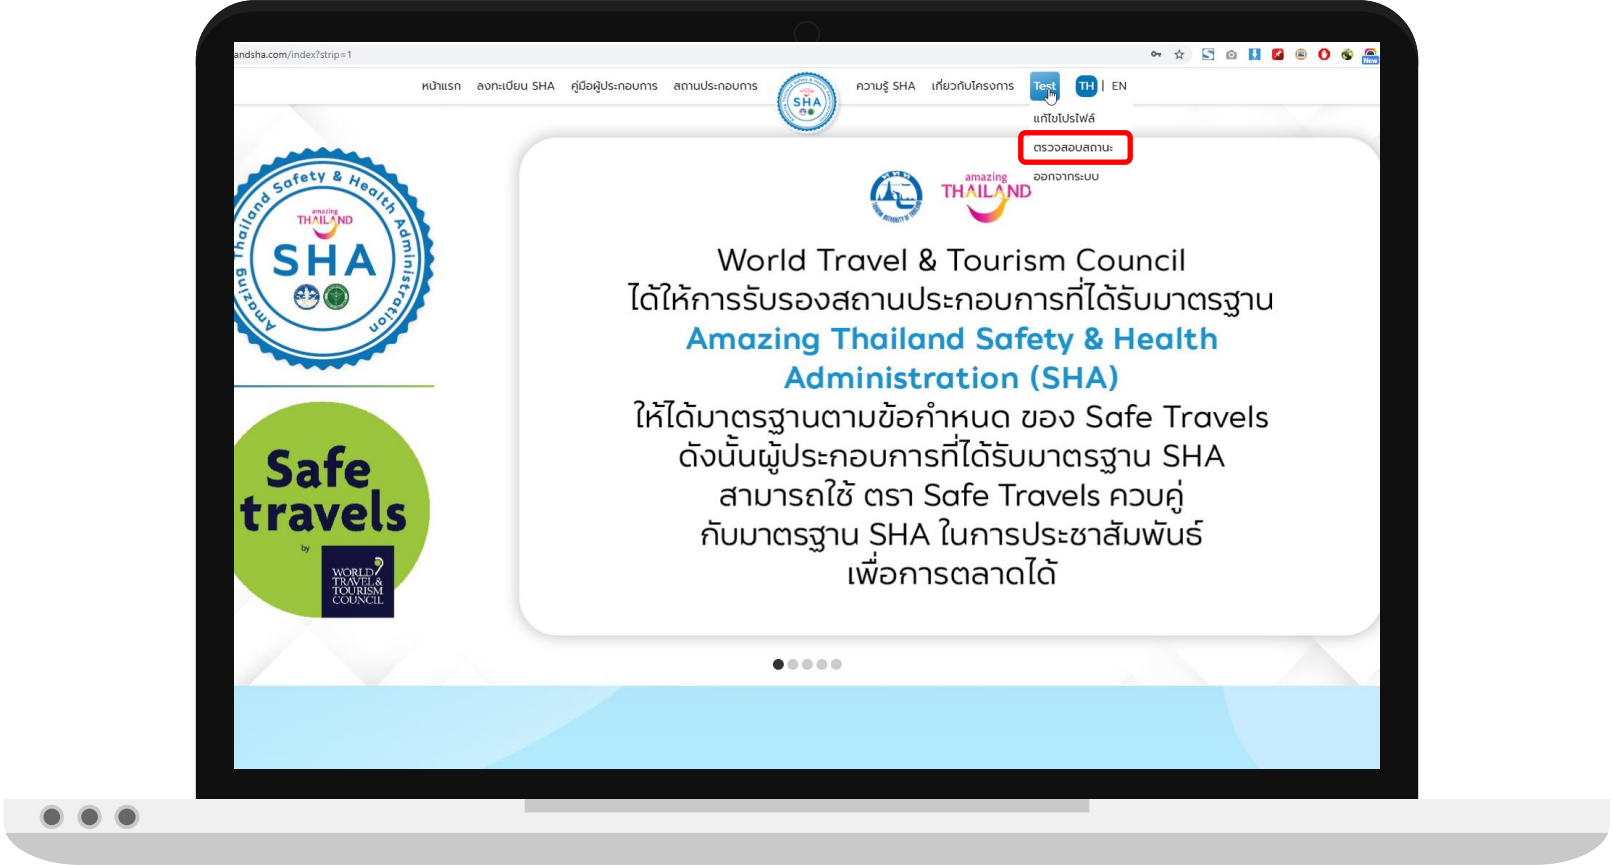 andsha.com/index?strip=1
New
หน้าแรก ลงทะเบียน SHA คู่มือผู้ประกอบการ สถานประกอบการ SHA ความรู้ SHA เกี่ยวกับโครงการ Test TH | EN
แก้ไขโปรไฟล์
ตรวจสอบสถานะ
ออกจากระบบ
Amazing Thailand Safety & Health Administration
amazing
THAILAND
SHA
amazing
THAILAND
World Travel & Tourism Council
ได้ให้การรับรองสถานประกอบการที่ได้รับมาตรฐาน
Amazing Thailand Safety & Health
Administration (SHA)
ให้ได้มาตรฐานตามข้อกำหนด ของ Safe Travels
ดังนั้นผู้ประกอบการที่ได้รับมาตรฐาน SHA
สามารถใช้ ตรา Safe Travels ควบคู่
กับมาตรฐาน SHA ในการประชาสัมพันธ์
เพื่อการตลาดได้
Safe
travels
by
WORLD
TRAVEL &
TOURISM
COUNCIL